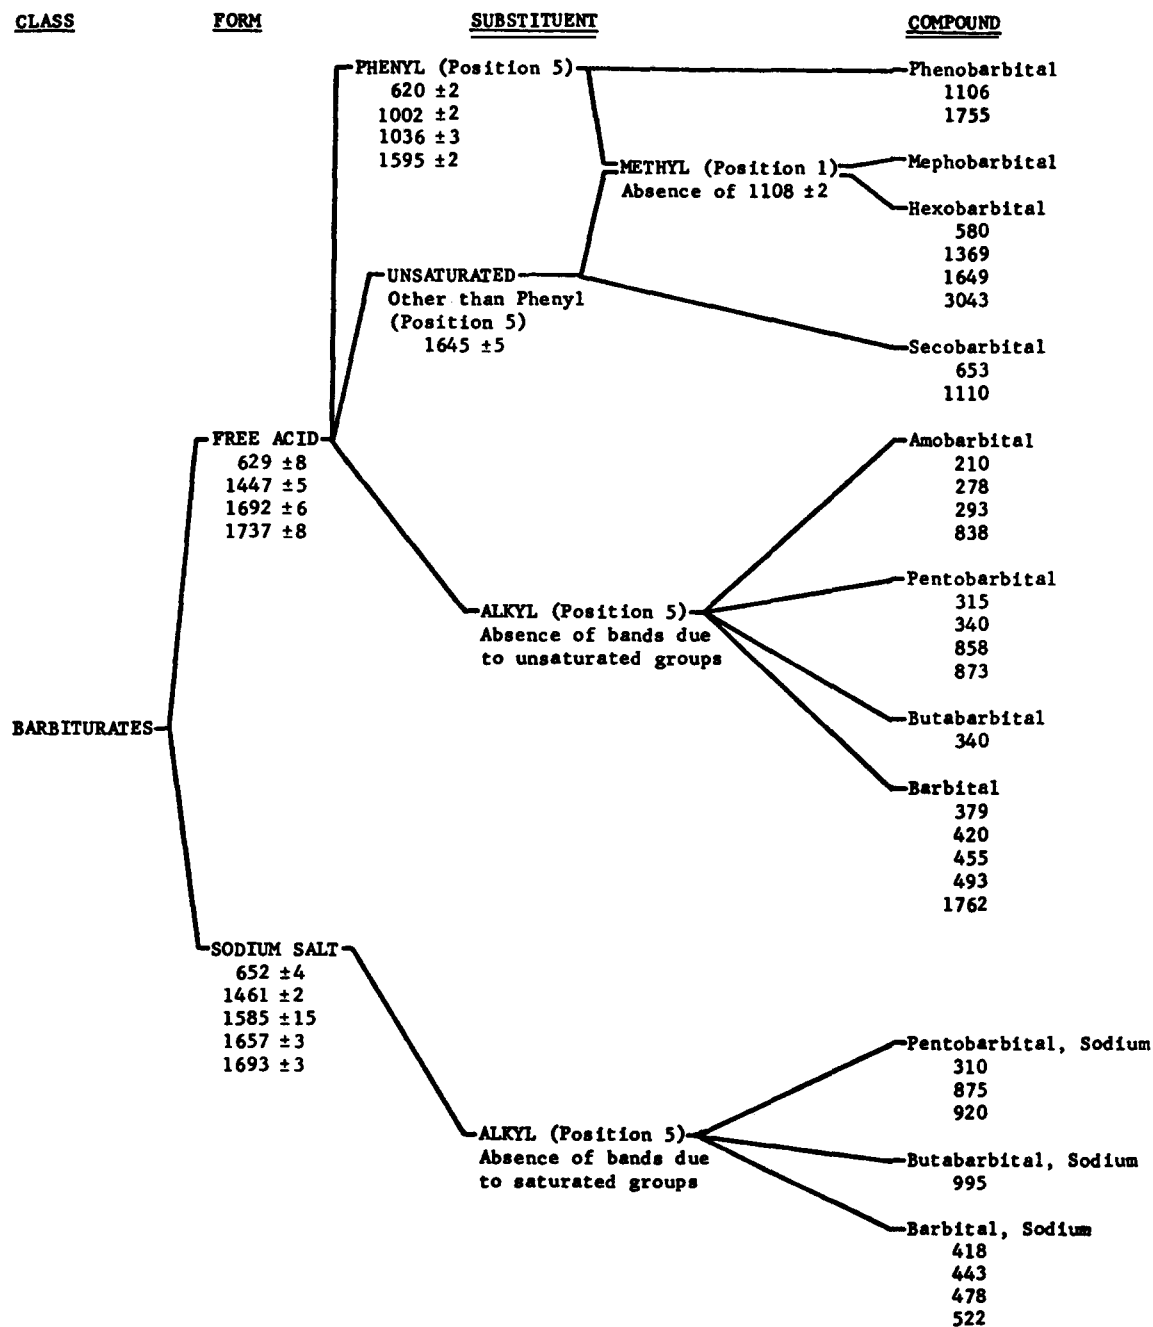 CLASS FORM SUBSTITUENT COMPOUND
PHENYL (Position 5)
620 ±2
1002 ±2
1036 ±3
1595 ±2
Phenobarbital
1106
1755
METHYL (Position 1)
Absence of 1108 ±2
Mephobarbital
Hexobarbital
580
1369
1649
3043
UNSATURATED
Other than Phenyl
(Position 5)
1645 ±5
Secobarbital
653
1110
FREE ACID
629 ±8
1447 ±5
1692 ±6
1737 ±8
Amobarbital
210
278
293
838
ALKYL (Position 5)
Absence of bands due
to unsaturated groups
Pentobarbital
315
340
858
873
BARBITURATES
Butabarbital
340
Barbital
379
420
455
493
1762
SODIUM SALT
652 ±4
1461 ±2
1585 ±15
1657 ±3
1693 ±3
Pentobarbital, Sodium
310
875
920
ALKYL (Position 5)
Absence of bands due
to saturated groups
Butabarbital, Sodium
995
Barbital, Sodium
418
443
478
522